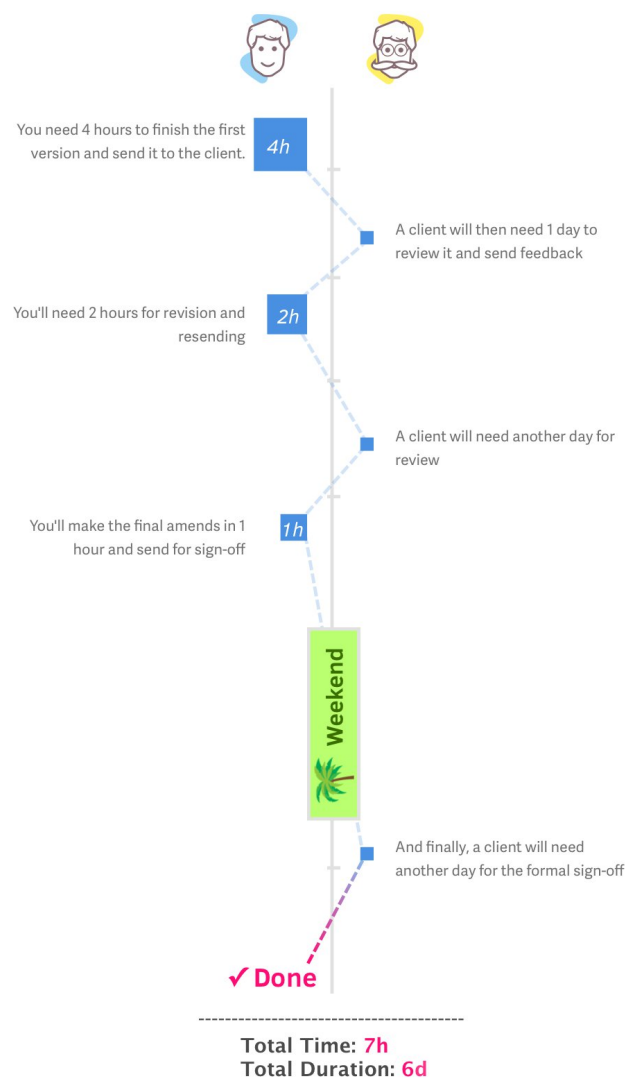 You need 4 hours to finish the first
version and send it to the client.
4h
A client will then need 1 day to
review it and send feedback
You'll need 2 hours for revision and
resending
2h
A client will need another day for
review
You'll make the final amends in 1
hour and send for sign-off
1h
Weekend
And finally, a client will need
another day for the formal sign-off
✓ Done
Total Time: 7h
Total Duration: 6d